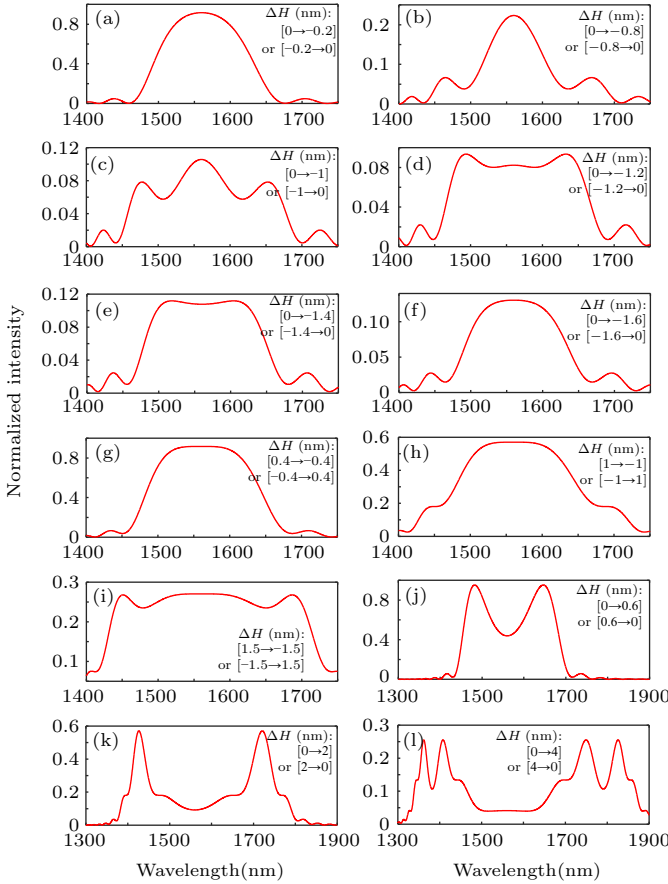 (a) ΔH (nm):
[0→−0.2]
or [−0.2→0]
0.8
0.4
0
1400 1500 1600 1700
(b) ΔH (nm):
[0→−0.8]
or [−0.8→0]
0.2
0.1
0
1400 1500 1600 1700
(c) ΔH (nm):
[0→−1]
or [−1→0]
0.12
0.08
0.04
0
1400 1500 1600 1700
(d) ΔH (nm):
[0→−1.2]
or [−1.2→0]
0.08
0.04
0
1400 1500 1600 1700
(e) ΔH (nm):
[0→−1.4]
or [−1.4→0]
0.12
0.08
0.04
0
1400 1500 1600 1700
(f) ΔH (nm):
[0→−1.6]
or [−1.6→0]
0.10
0.05
0
1400 1500 1600 1700
Normalized intensity
(g) ΔH (nm):
[0.4→−0.4]
or [−0.4→0.4]
0.8
0.4
0
1400 1500 1600 1700
(h) ΔH (nm):
[1→−1]
or [−1→1]
0.6
0.4
0.2
0
1400 1500 1600 1700
(i) ΔH (nm):
[1.5→−1.5]
or [−1.5→1.5]
0.3
0.2
0.1
1400 1500 1600 1700
(j) ΔH (nm):
[0→0.6]
or [0.6→0]
0.8
0.4
0
1300 1500 1700 1900
(k) ΔH (nm):
[0→2]
or [2→0]
0.6
0.4
0.2
0
1300 1500 1700 1900
(l) ΔH (nm):
[0→4]
or [4→0]
0.3
0.2
0.1
0
1300 1500 1700 1900
Wavelength(nm) Wavelength(nm)